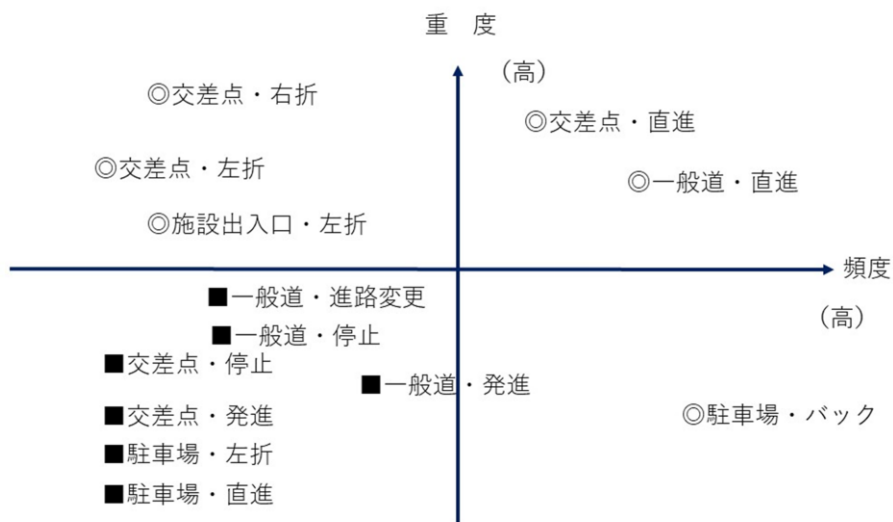 重　度
（高）
◎交差点・右折
◎交差点・直進
◎交差点・左折
◎一般道・直進
◎施設出入口・左折
頻度
（高）
■一般道・進路変更
■一般道・停止
■交差点・停止
■一般道・発進
■交差点・発進
◎駐車場・バック
■駐車場・左折
■駐車場・直進